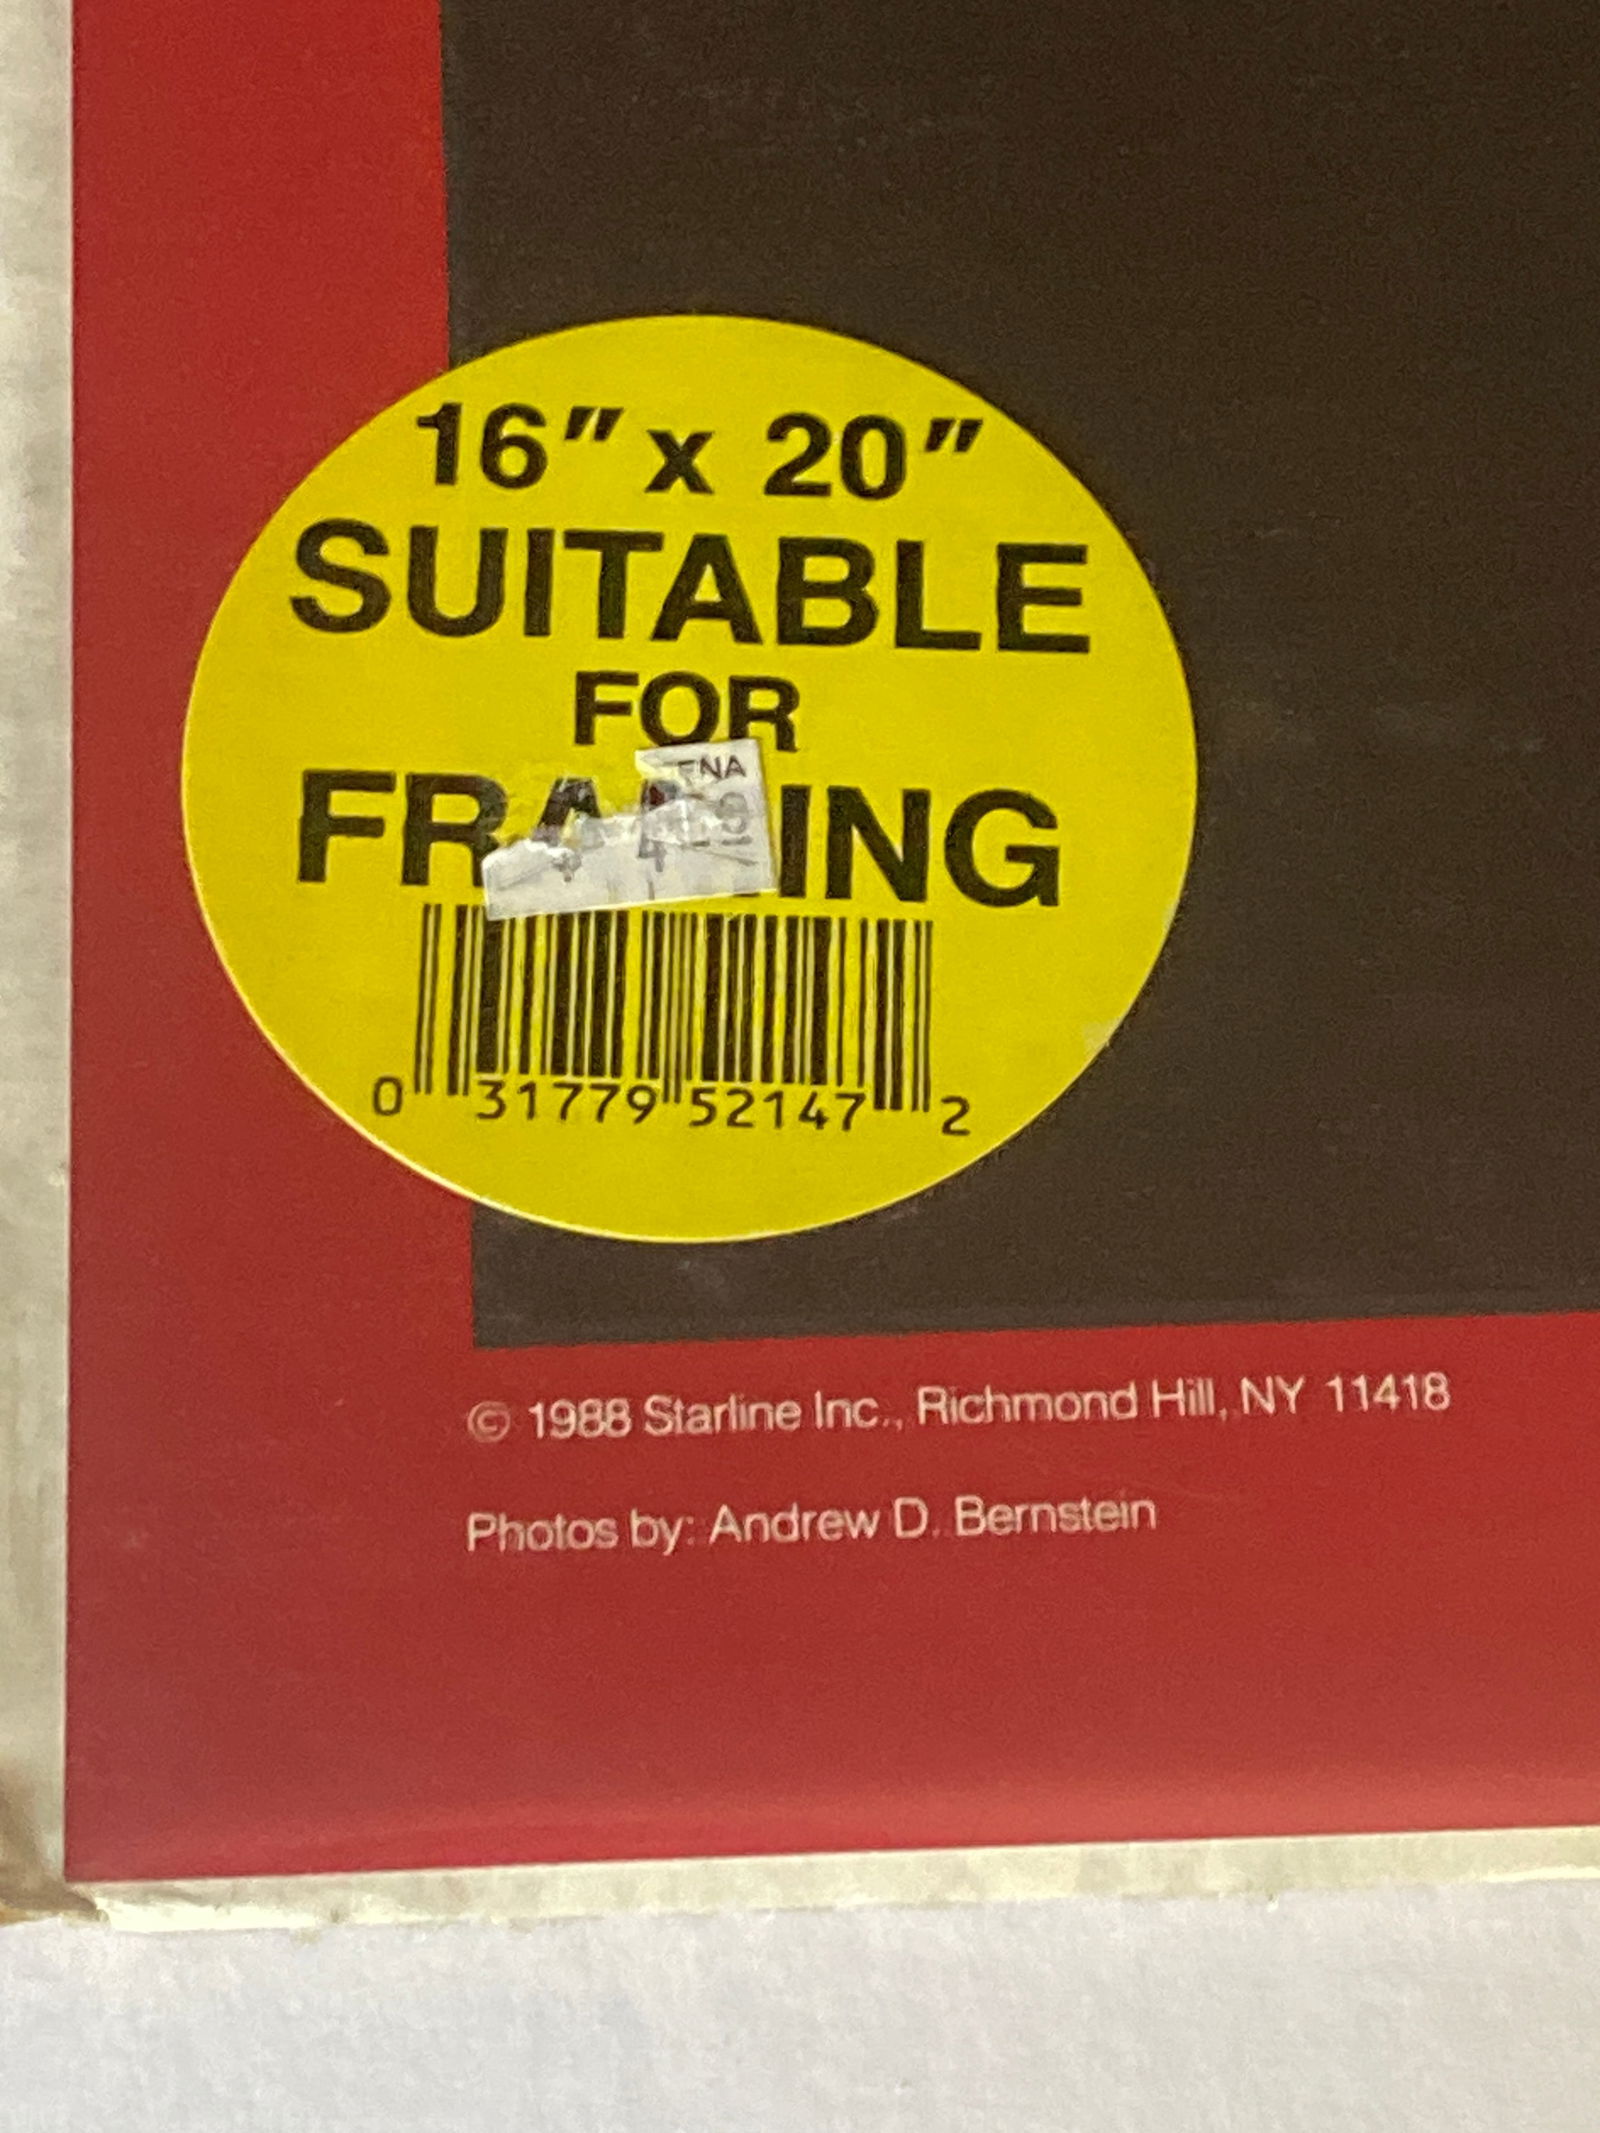 16" x 20"
SUITABLE
FOR
FRAMING
0 31779 52147 2
© 1988 Starline Inc., Richmond Hill, NY 11418
Photos by: Andrew D. Bernstein